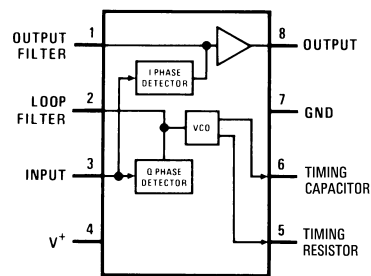 1
OUTPUT
FILTER
8
OUTPUT
I PHASE
DETECTOR
2
LOOP
FILTER
7
GND
VCO
3
INPUT
Q PHASE
DETECTOR
6
TIMING
CAPACITOR
4
V+
5
TIMING
RESISTOR